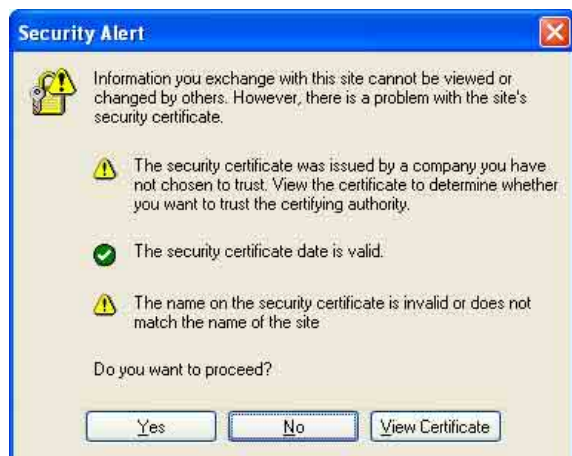 Security Alert
Information you exchange with this site cannot be viewed or
changed by others. However, there is a problem with the site's
security certificate.
The security certificate was issued by a company you have
not chosen to trust. View the certificate to determine whether
you want to trust the certifying authority.
The security certificate date is valid.
The name on the security certificate is invalid or does not
match the name of the site
Do you want to proceed?
Yes
No
View Certificate